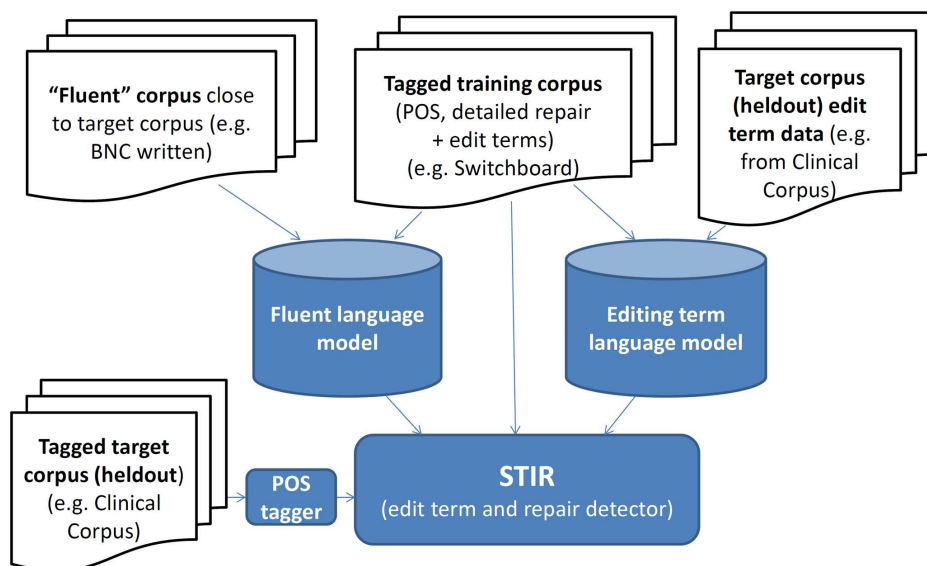 “Fluent” corpus close
to target corpus (e.g.
BNC written)
Tagged training corpus
(POS, detailed repair
+ edit terms)
(e.g. Switchboard)
Target corpus
(heldout) edit
term data (e.g.
from Clinical
Corpus)
Fluent language
model
Editing term
language model
Tagged target
corpus (heldout)
(e.g. Clinical
Corpus)
POS
tagger
STIR
(edit term and repair detector)